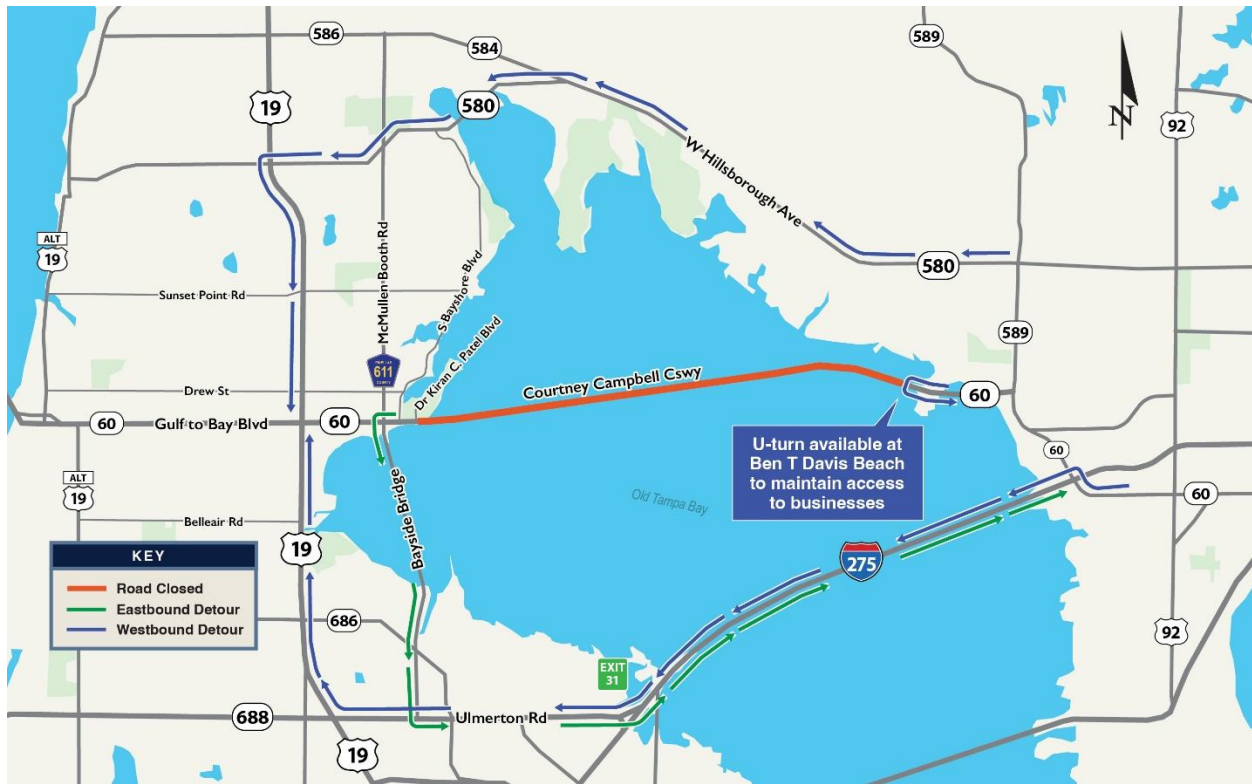 586
584
589
19
580
92
N
W Hillsborough Ave
McMullen Booth Rd
S Bayshore Blvd
ALT
19
580
Sunset Point Rd
Dr Kiran C. Patel Blvd
589
611
Drew St
Courtney Campbell Cswy
60
60
Gulf to Bay Blvd
60
U-turn available at
Ben T Davis Beach
to maintain access
to businesses
60
ALT
19
60
Old Tampa Bay
Belleair Rd
Bayside Bridge
19
275
KEY
Road Closed
Eastbound Detour
Westbound Detour
686
92
EXIT
31
688
Ulmerton Rd
19